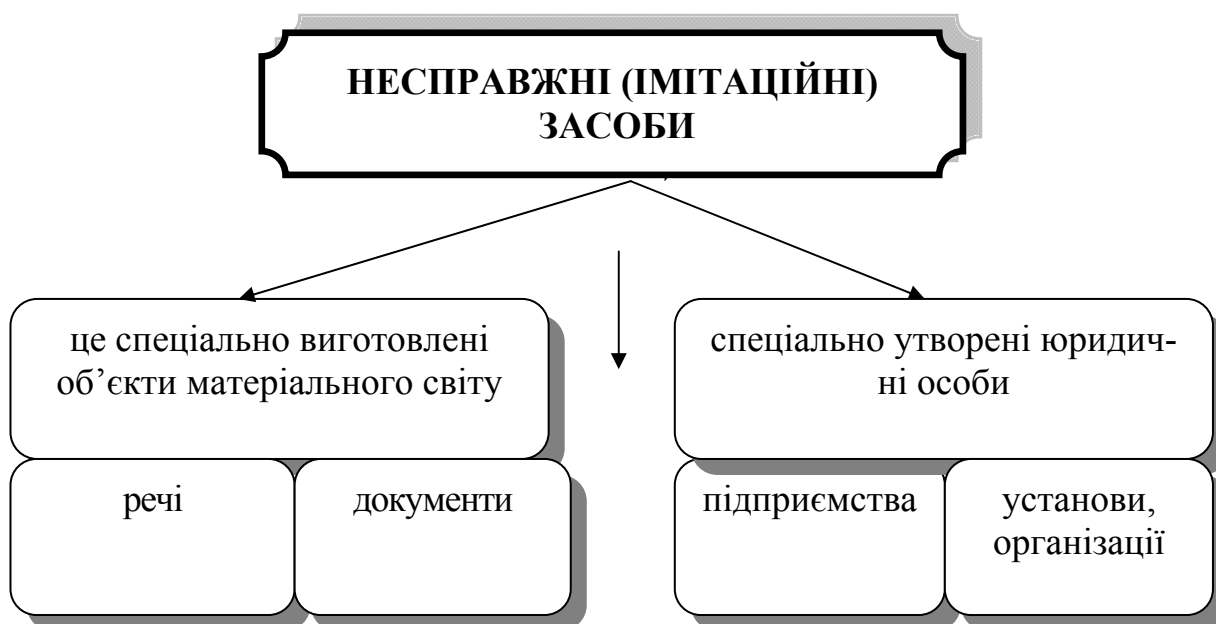 НЕСПРАВЖНІ (ІМІТАЦІЙНІ)
ЗАСОБИ
це спеціально виготовлені
об’єкти матеріального світу
спеціально утворені юридич-
ні особи
речі
документи
підприємства
установи,
організації